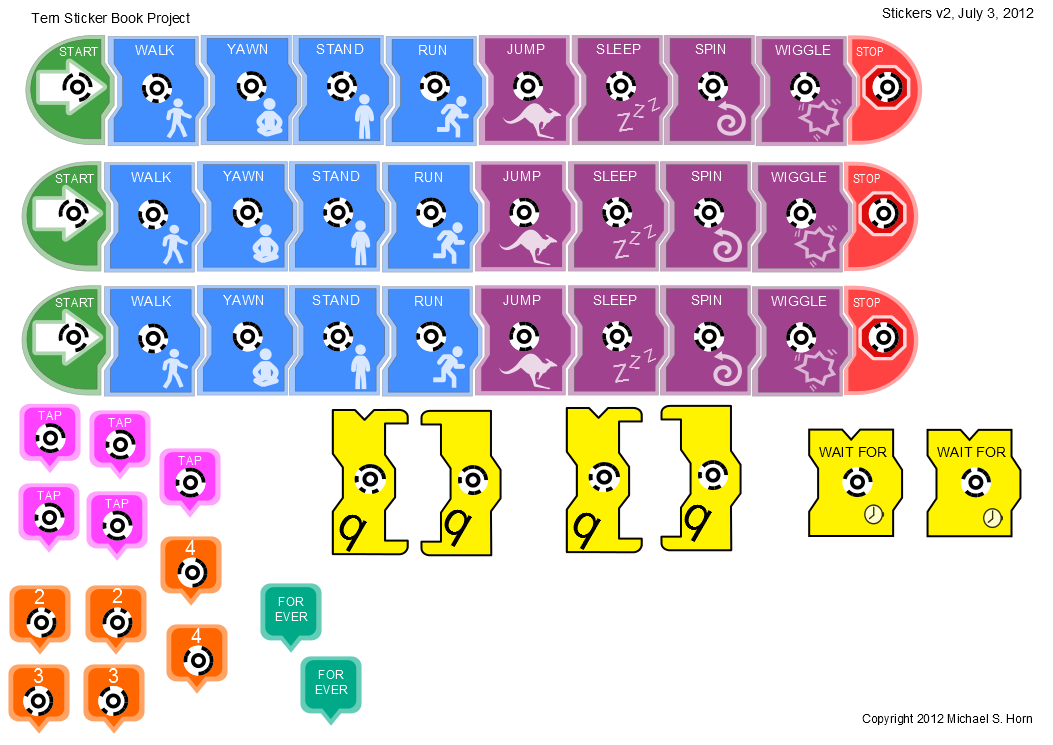 Tern Sticker Book Project
Stickers v2, July 3, 2012
START WALK YAWN STAND RUN JUMP SLEEP SPIN WIGGLE STOP
Z Z Z
START WALK YAWN STAND RUN JUMP SLEEP SPIN WIGGLE STOP
Z Z Z
START WALK YAWN STAND RUN JUMP SLEEP SPIN WIGGLE STOP
Z Z Z
TAP TAP
TAP
TAP TAP
WAIT FOR WAIT FOR
4
2 2
4
3 3
FOR
EVER
FOR
EVER
Copyright 2012 Michael S. Horn